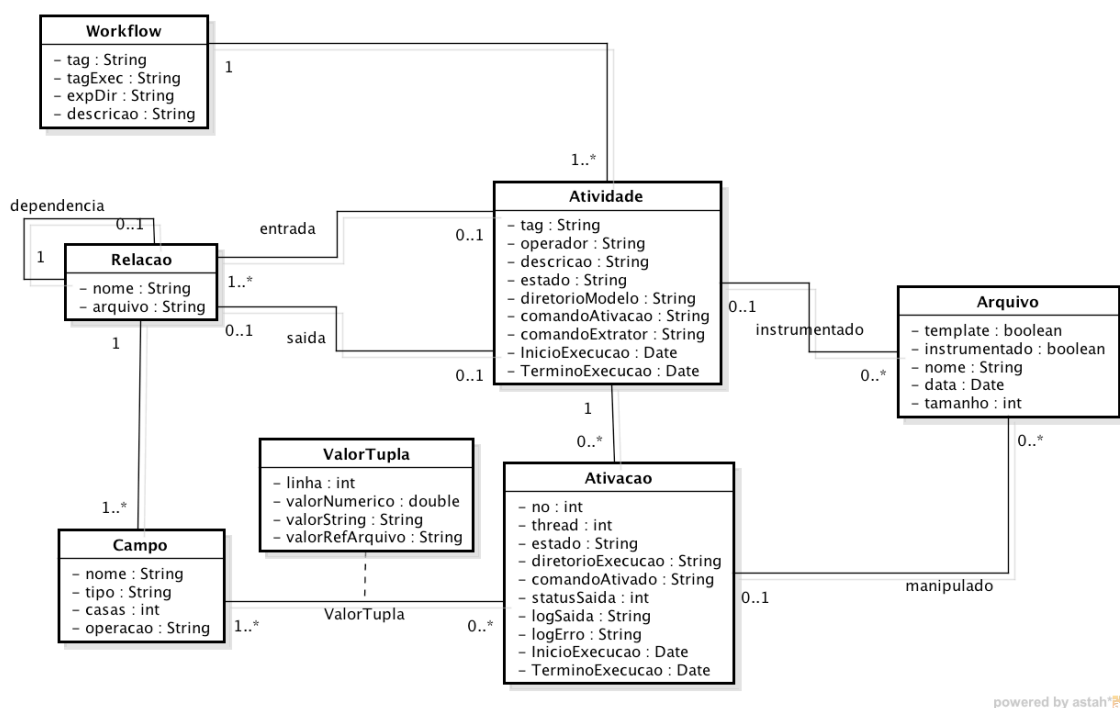 Workflow
- tag : String
- tagExec : String
- expDir : String
- descricao : String
1
1..*
Atividade
- tag : String
- operador : String
- descricao : String
- estado : String
- diretorioModelo : String
- comandoAtivacao : String
- comandoExtrator : String
- InicioExecucao : Date
- TerminoExecucao : Date
dependencia
0..1
1
Relacao
- nome : String
- arquivo : String
entrada
0..1
1..*
0..1
saida
0..1
1
0..1
instrumentado
0..*
Arquivo
- template : boolean
- instrumentado : boolean
- nome : String
- data : Date
- tamanho : int
1
0..*
0..*
ValorTupla
- linha : int
- valorNumerico : double
- valorString : String
- valorRefArquivo : String
Ativacao
- no : int
- thread : int
- estado : String
- diretorioExecucao : String
- comandoAtivado : String
- statusSaida : int
- logSaida : String
- logErro : String
- InicioExecucao : Date
- TerminoExecucao : Date
1..*
Campo
- nome : String
- tipo : String
- casas : int
- operacao : String
1..*
ValorTupla
0..*
0..1
manipulado
powered by astah*